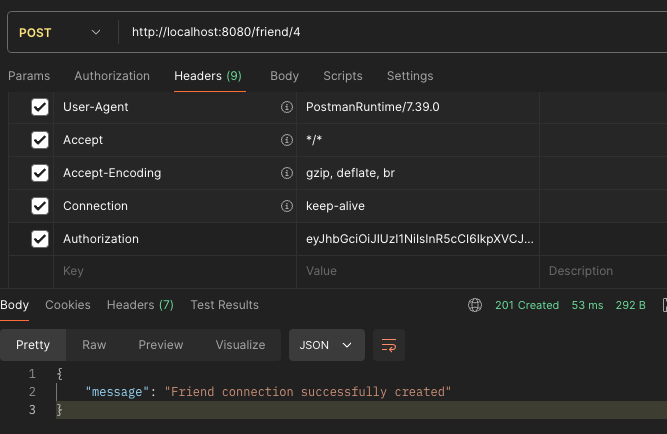 POST http://localhost:8080/friend/4
Params Authorization Headers (9) Body Scripts Settings
User-Agent PostmanRuntime/7.39.0
Accept */*
Accept-Encoding gzip, deflate, br
Connection keep-alive
Authorization eyJhbGciOiJIUzI1NiIsInR5cCI6IkpXVCJ...
Key Value Description
Body Cookies Headers (7) Test Results 201 Created 53 ms 292 B
Pretty Raw Preview Visualize JSON
1 {
2 "message": "Friend connection successfully created"
3 }